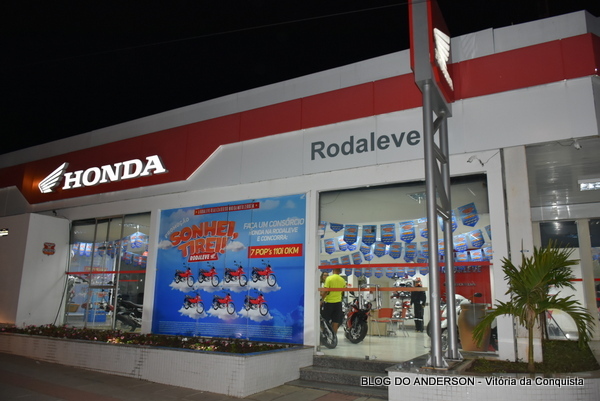 HONDA
Rodaleve
SONHEI,
TIREI!
RODALEVE
FAÇA UM CONSÓRCIO
HONDA NA RODALEVE
E CONCORRA:
7 POP's 110I 0KM
BLOG DO ANDERSON - Vitória da Conquista